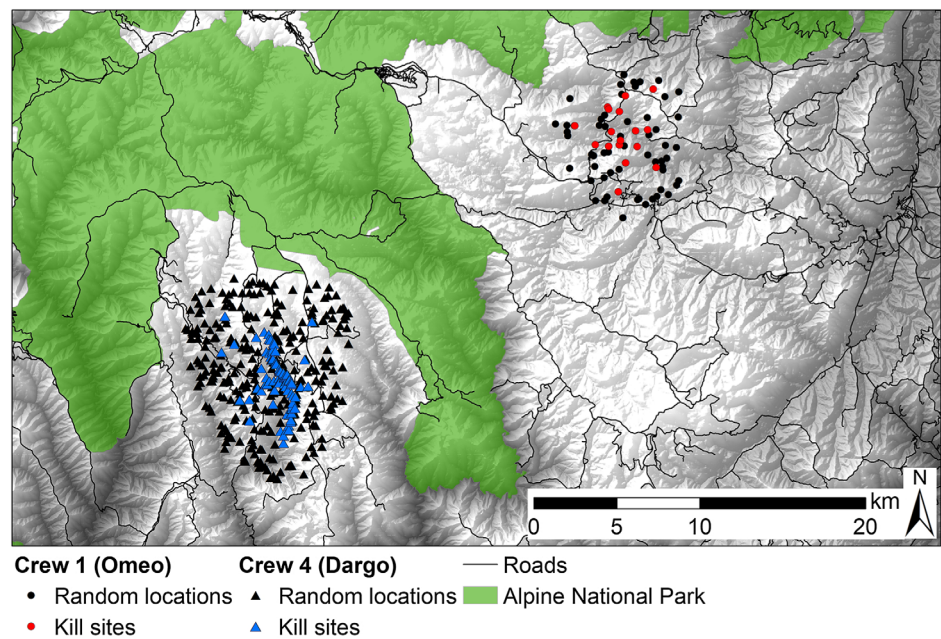 N
km
0 5 10 20
Crew 1 (Omeo) Crew 4 (Dargo) Roads
Random locations Random locations Alpine National Park
Kill sites Kill sites